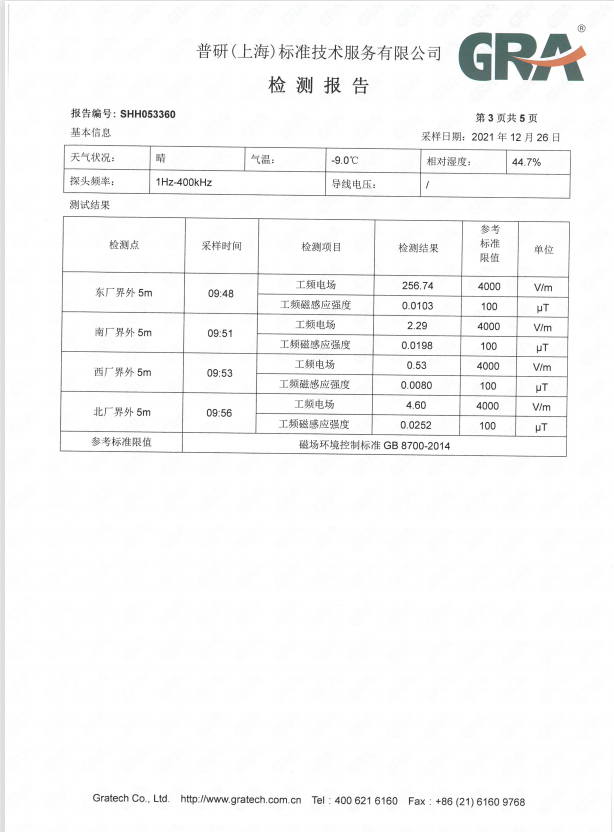 普研(上海)标准技术服务有限公司
GRA®
检测报告
报告编号: SHH053360
第 3 页共 5 页
基本信息
采样日期: 2021 年 12 月 26 日
天气状况: 晴 气温: -9.0℃ 相对湿度: 44.7%
探头频率: 1Hz-400kHz 导线电压: /
测试结果
检测点 采样时间 检测项目 检测结果 参考标准限值 单位
东厂界外 5m 09:48 工频电场 256.74 4000 V/m
工频磁感应强度 0.0103 100 μT
南厂界外 5m 09:51 工频电场 2.29 4000 V/m
工频磁感应强度 0.0198 100 μT
西厂界外 5m 09:53 工频电场 0.53 4000 V/m
工频磁感应强度 0.0080 100 μT
北厂界外 5m 09:56 工频电场 4.60 4000 V/m
工频磁感应强度 0.0252 100 μT
参考标准限值 磁场环境控制标准 GB 8700-2014
Gratech Co., Ltd. http://www.gratech.com.cn Tel : 400 621 6160 Fax : +86 (21) 6160 9768